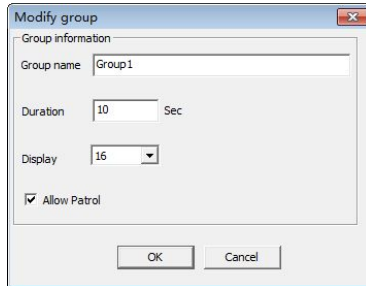 Modify group
Group information
Group name Group1
Duration 10 Sec
Display 16
Allow Patrol
OK Cancel